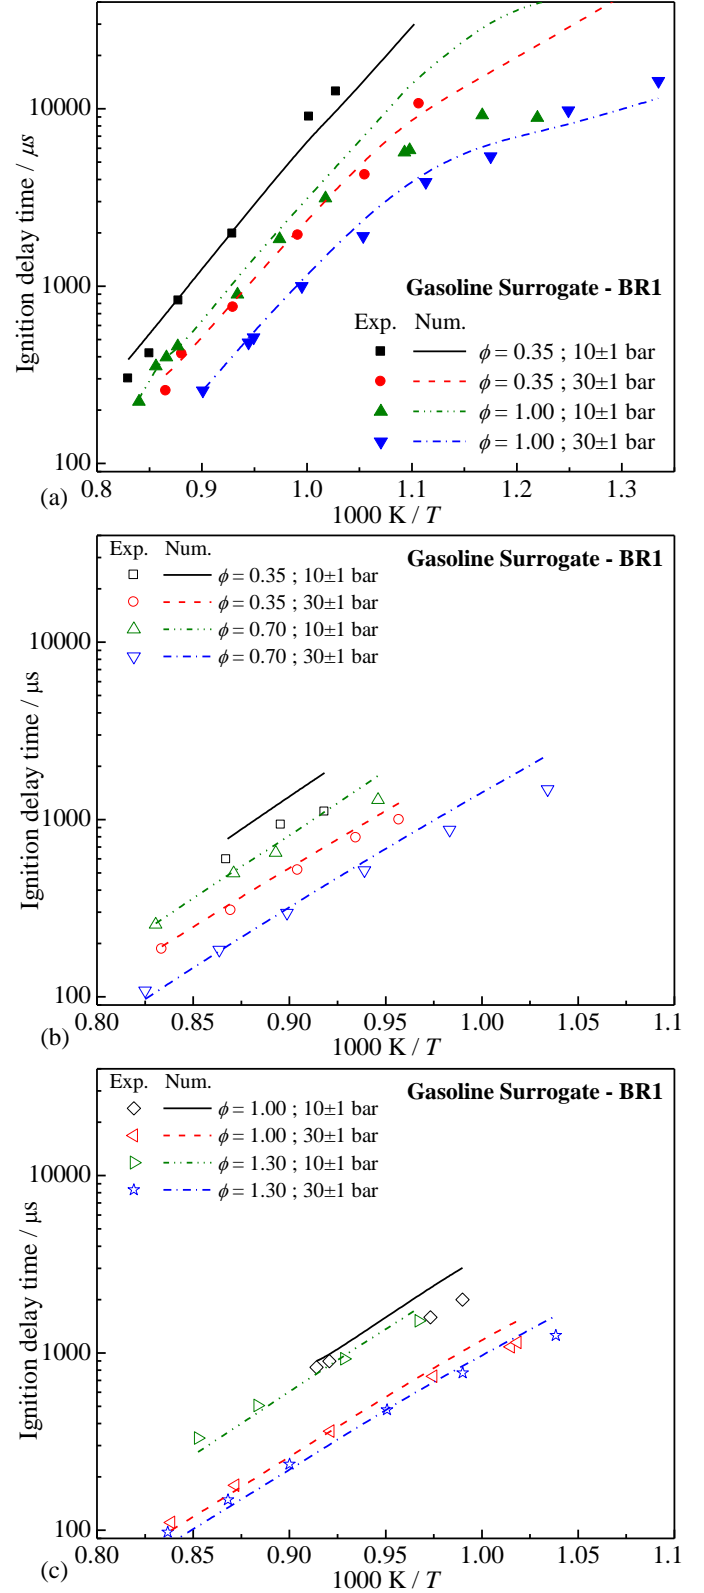 10000
1000
100
Ignition delay time / μs
Gasoline Surrogate - BR1
Exp. Num.
ϕ = 0.35 ; 10±1 bar
ϕ = 0.35 ; 30±1 bar
ϕ = 1.00 ; 10±1 bar
ϕ = 1.00 ; 30±1 bar
0.8 0.9 1.0 1.1 1.2 1.3
(a)
1000 K / T
Exp. Num.
Gasoline Surrogate - BR1
ϕ = 0.35 ; 10±1 bar
ϕ = 0.35 ; 30±1 bar
ϕ = 0.70 ; 10±1 bar
ϕ = 0.70 ; 30±1 bar
10000
1000
100
Ignition delay time / μs
0.80 0.85 0.90 0.95 1.00 1.05 1.1
(b)
1000 K / T
Exp. Num.
Gasoline Surrogate - BR1
ϕ = 1.00 ; 10±1 bar
ϕ = 1.00 ; 30±1 bar
ϕ = 1.30 ; 10±1 bar
ϕ = 1.30 ; 30±1 bar
10000
1000
100
Ignition delay time / μs
0.80 0.85 0.90 0.95 1.00 1.05 1.1
(c)
1000 K / T